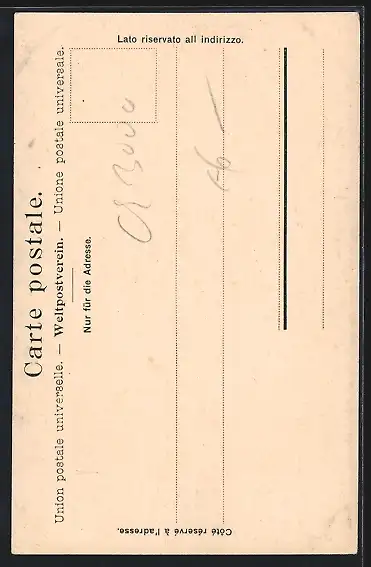 Carte postale.
Union postale universelle. — Weltpostverein. — Unione postale universale.
Nur für die Adresse.
Lato riservato all indirizzo.
Côté réservé à l'adresse.